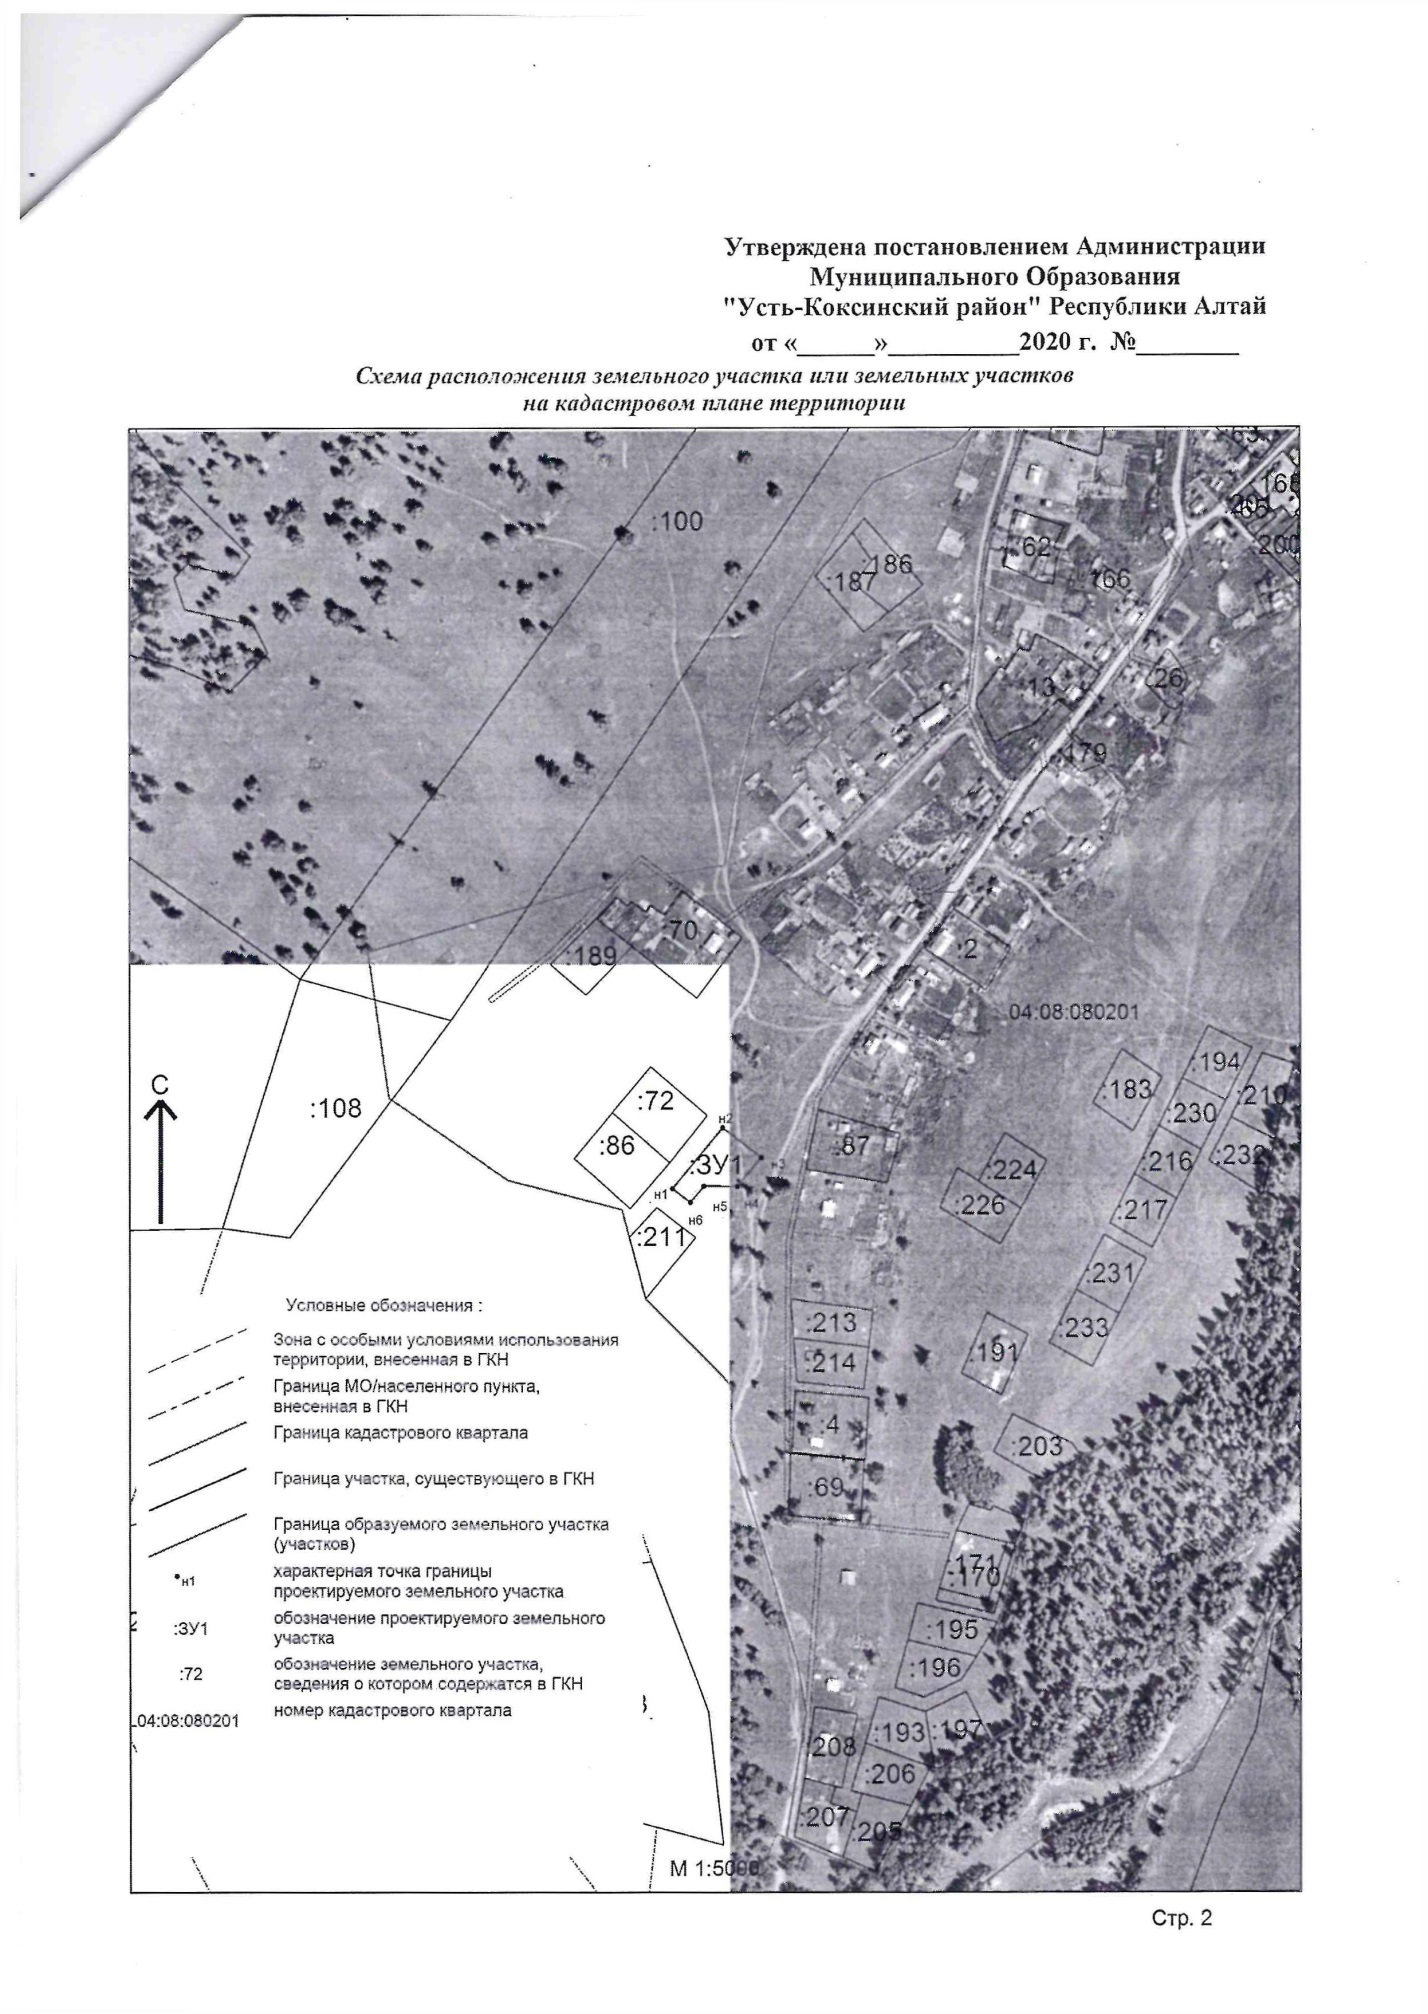 Утверждена постановлением Администрации
Муниципального Образования
"Усть-Коксинский район" Республики Алтай
от «______»__________2020 г. №________
Схема расположения земельного участка или земельных участков
на кадастровом плане территории
:100
:186
:187
:62
166
200
13
26
:179
:70
:189
:2
04:08:080201
С
:108
:72
:86
н2
:ЗУ1
н3
н1
н4
н5
н6
:211
:87
:183
:194
:210
:230
:216
:232
:217
:224
:226
:231
:233
:213
:214
:191
:4
:203
:69
:171
:170
:195
:196
:193
:197
:208
:206
:207
:205
Условные обозначения :
Зона с особыми условиями использования
территории, внесенная в ГКН
Граница МО/населенного пункта,
внесенная в ГКН
Граница кадастрового квартала
Граница участка, существующего в ГКН
Граница образуемого земельного участка
(участков)
н1
характерная точка границы
проектируемого земельного участка
:ЗУ1
обозначение проектируемого земельного
участка
:72
обозначение земельного участка,
сведения о котором содержатся в ГКН
04:08:080201
номер кадастрового квартала
М 1:5000
Стр. 2